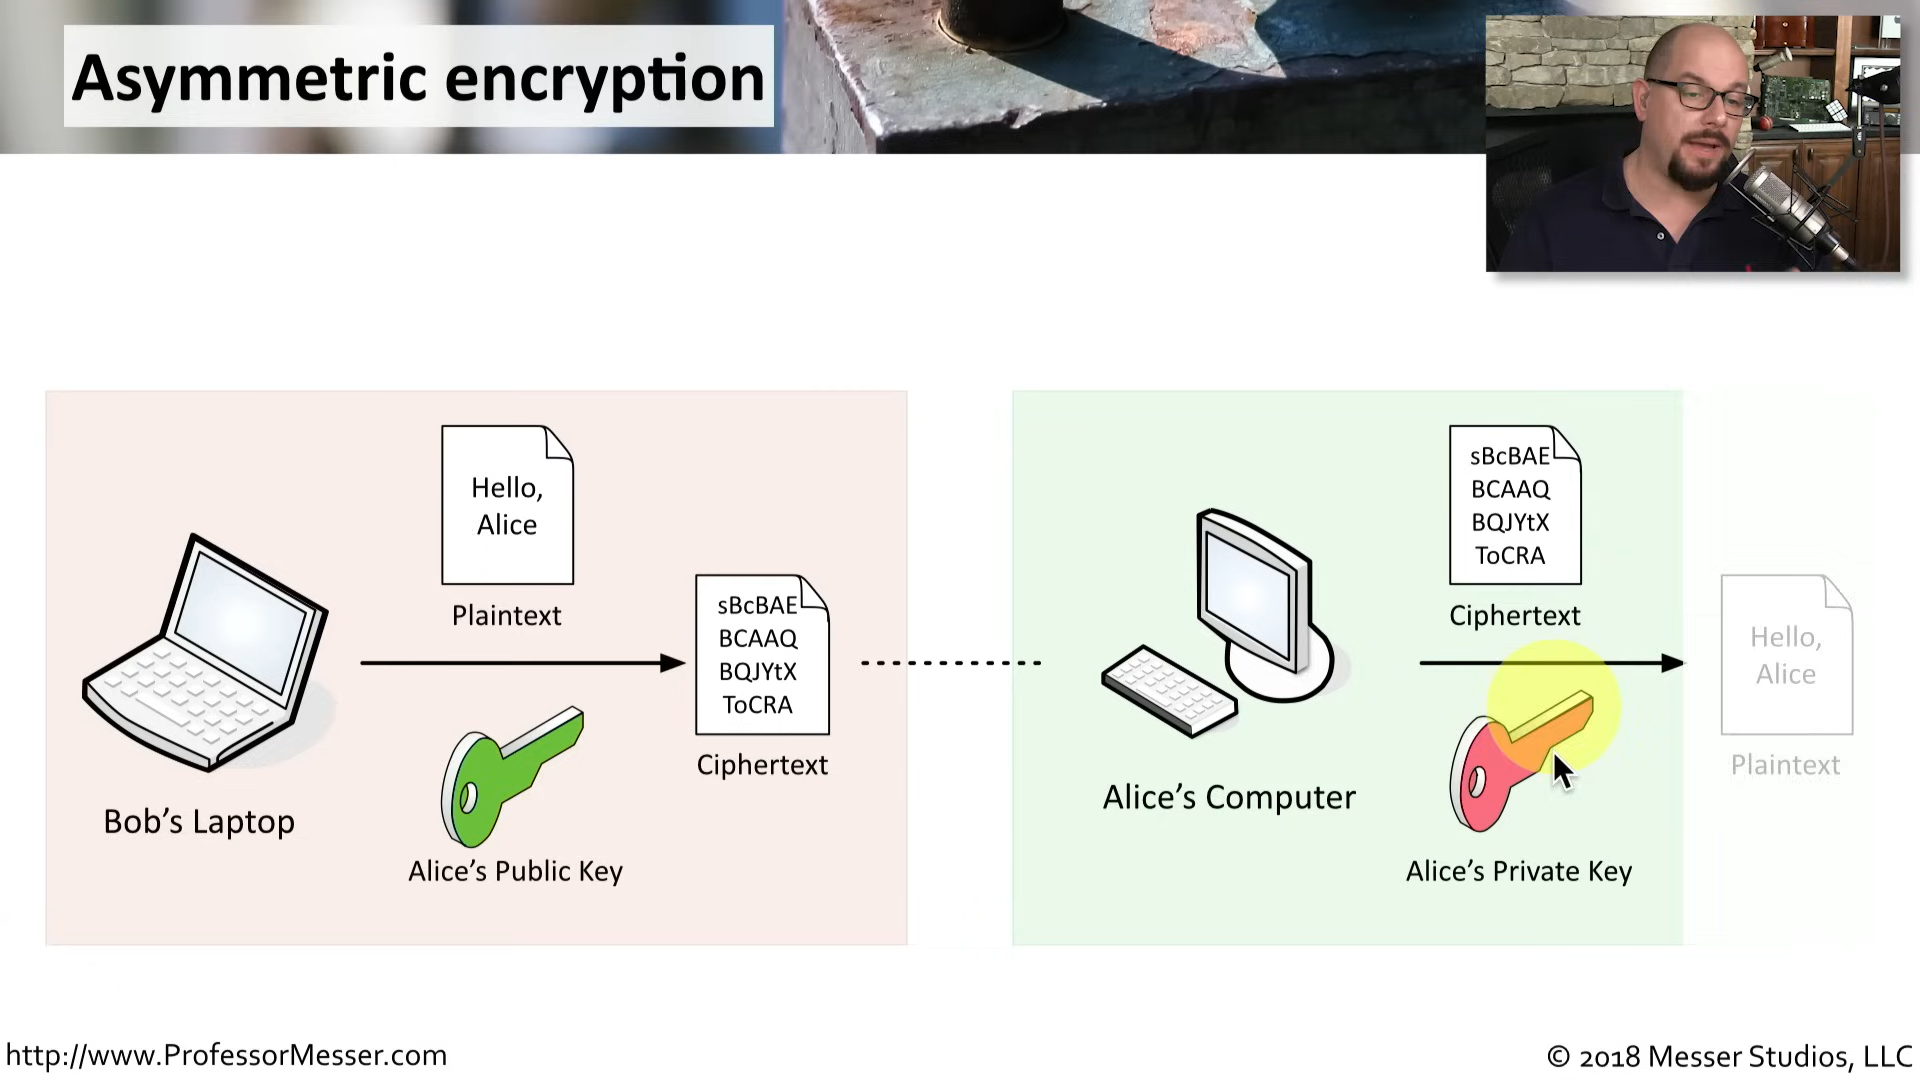 Asymmetric encryption
Hello,
Alice
Plaintext
sBcBAE
BCAAQ
BQJYtX
ToCRA
Ciphertext
Bob's Laptop
Alice's Public Key
sBcBAE
BCAAQ
BQJYtX
ToCRA
Ciphertext
Alice's Computer
Alice's Private Key
Hello,
Alice
Plaintext
http://www.ProfessorMesser.com
© 2018 Messer Studios, LLC